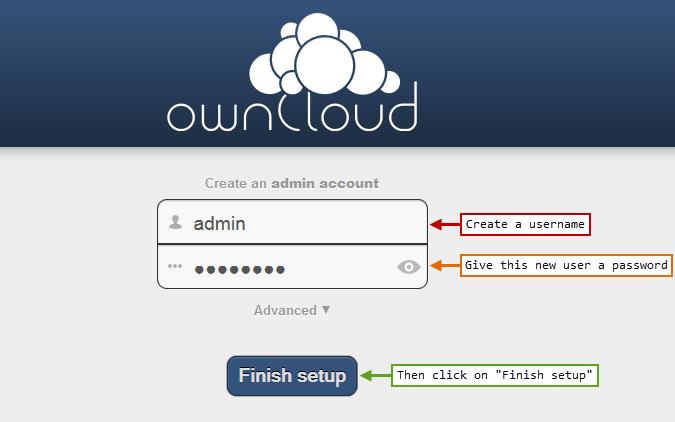 ownCloud
Create an admin account
admin
Create a username
●●●●●●●●
Give this new user a password
Advanced ▼
Finish setup
Then click on "Finish setup"